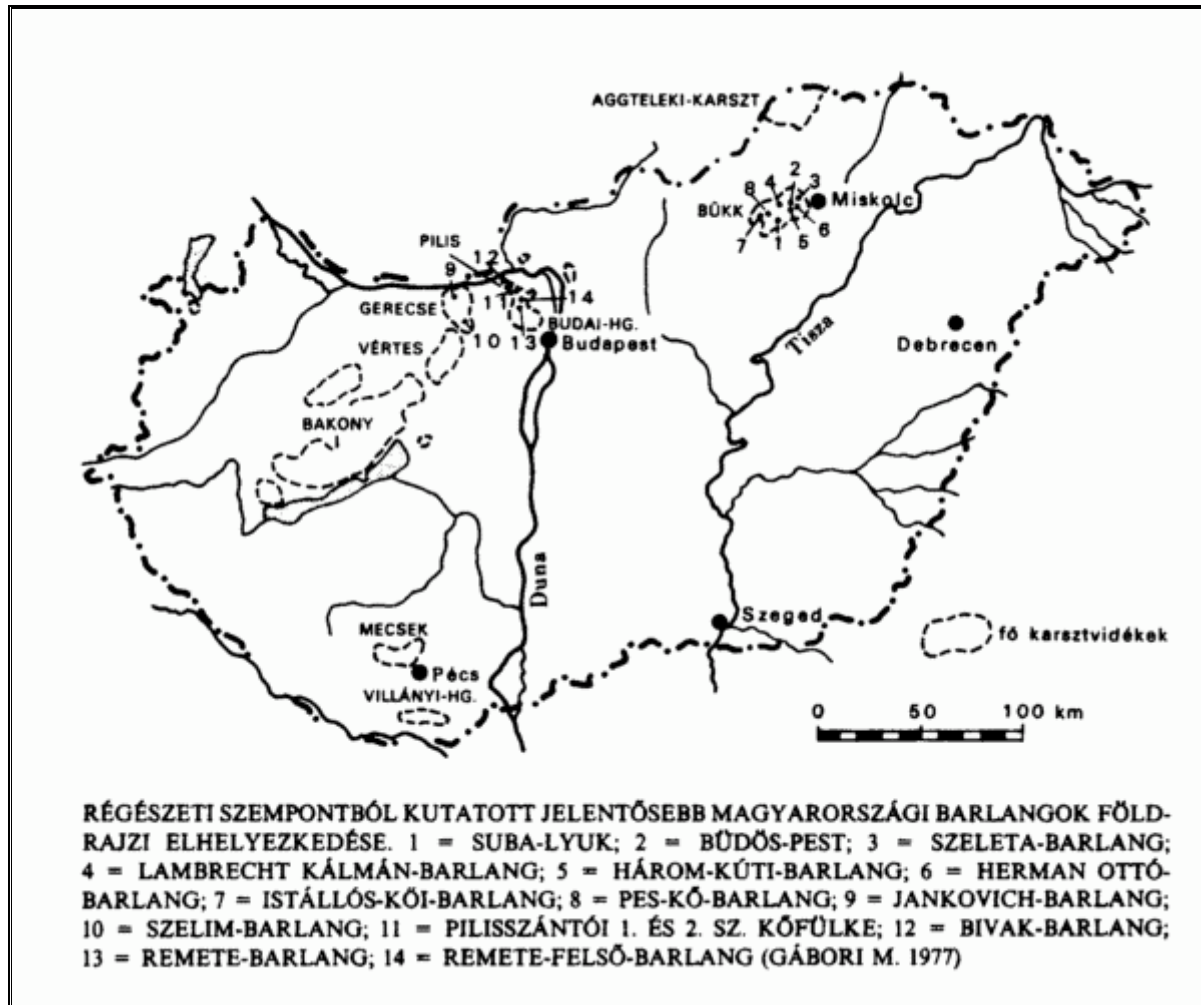 AGGTELEKI-KARSZT
2
8 4 3
BÜKK
Miskolc
7 1 5 6
PILIS
12
9
GERECSE
11 14
BUDAI-HG.
10 13
Budapest
VÉRTES
Tisza
Debrecen
BAKONY
Duna
Szeged
fő karsztvidékek
MECSEK
Pécs
VILLÁNYI-HG.
0 50 100 km
RÉGÉSZETI SZEMPONTBÓL KUTATOTT JELENTŐSEBB MAGYARORSZÁGI BARLANGOK FÖLD-
RAJZI ELHELYEZKEDÉSE. 1 = SUBA-LYUK; 2 = BÜDÖS-PEST; 3 = SZELETA-BARLANG;
4 = LAMBRECHT KÁLMÁN-BARLANG; 5 = HÁROM-KÚTI-BARLANG; 6 = HERMAN OTTÓ-
BARLANG; 7 = ISTÁLLÓS-KŐI-BARLANG; 8 = PES-KŐ-BARLANG; 9 = JANKOVICH-BARLANG;
10 = SZELIM-BARLANG; 11 = PILISSZÁNTÓI 1. ÉS 2. SZ. KŐFÜLKE; 12 = BIVAK-BARLANG;
13 = REMETE-BARLANG; 14 = REMETE-FELSŐ-BARLANG (GÁBORI M. 1977)